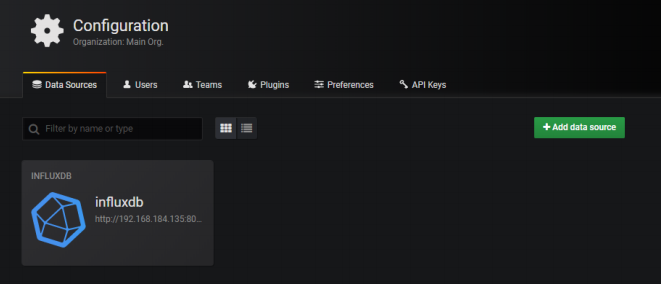 Configuration
Organization: Main Org.
Data Sources Users Teams Plugins Preferences API Keys
Filter by name or type
+ Add data source
INFLUXDB
influxdb
http://192.168.184.135:80...